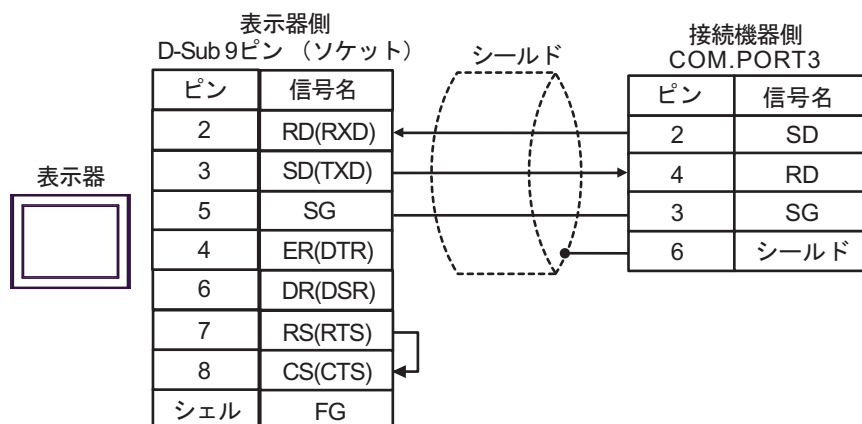 表示器側
D-Sub 9ピン （ソケット）
ピン 信号名
2 RD(RXD)
3 SD(TXD)
5 SG
4 ER(DTR)
6 DR(DSR)
7 RS(RTS)
8 CS(CTS)
シェル FG
表示器
シールド
接続機器側
COM.PORT3
ピン 信号名
2 SD
4 RD
3 SG
6 シールド